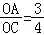 OA/OC = 3/4